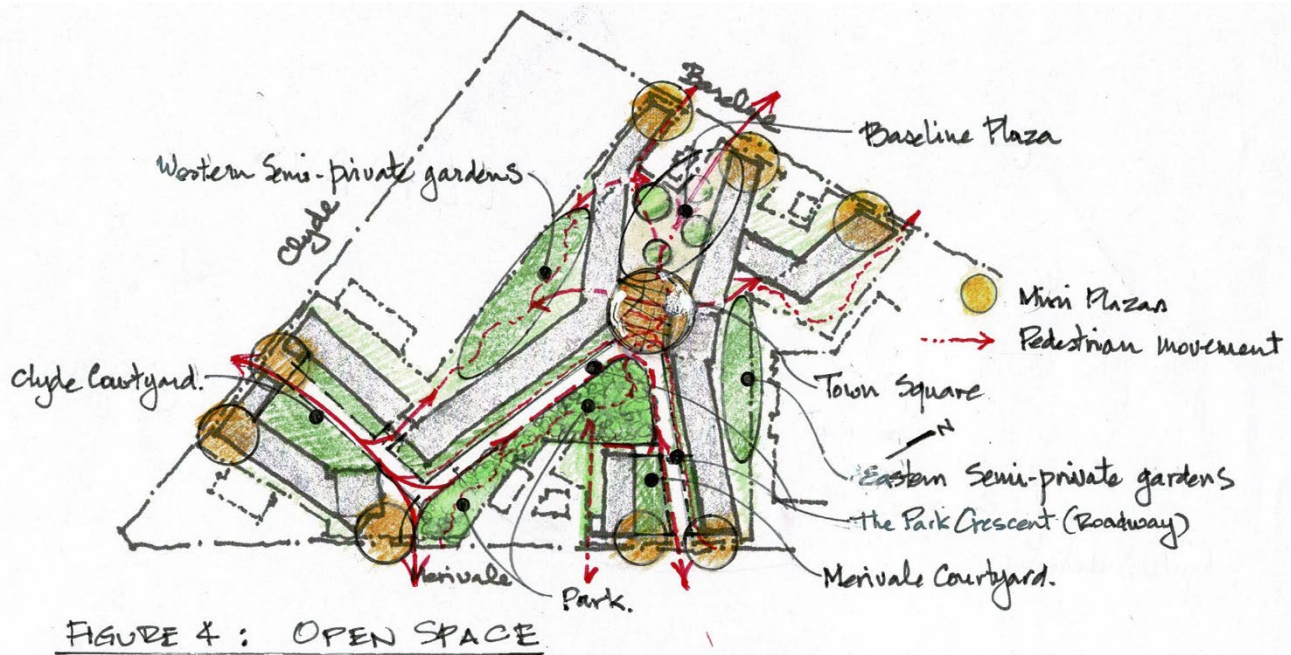 Baseline
Baseline Plaza
Western Semi-private gardens
Clyde
Mini Plazas
Pedestrian movement
Clyde Courtyard.
Town Square
N
Eastern Semi-private gardens
The Park Crescent (Roadway)
Merivale
Merivale Courtyard.
Park.
FIGURE 4 : OPEN SPACE